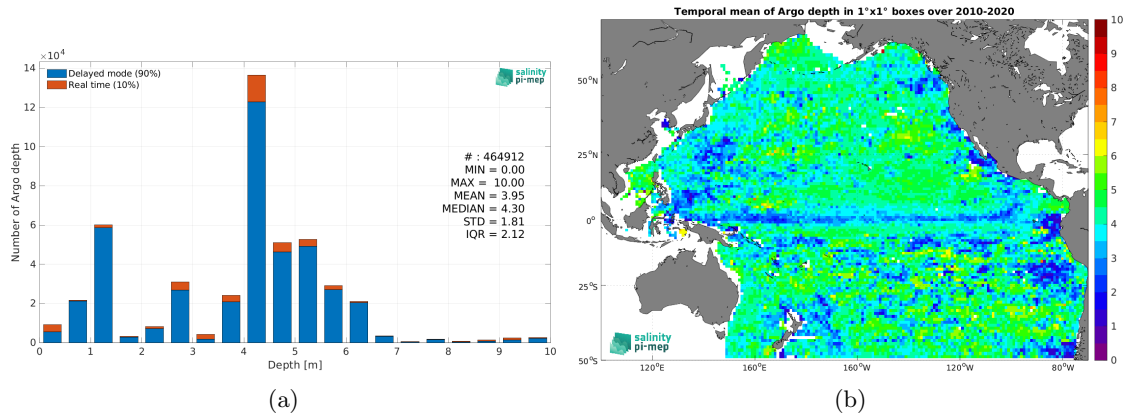 ×10⁴
14
12
10
8
6
4
2
0
Number of Argo depth
Delayed mode (90%)
Real time (10%)
salinity
pi-mep
# : 464912
MIN = 0.00
MAX = 10.00
MEAN = 3.95
MEDIAN = 4.30
STD = 1.81
IQR = 2.12
0 1 2 3 4 5 6 7 8 9 10
Depth [m]
(a)
Temporal mean of Argo depth in 1°x1° boxes over 2010-2020
50°N
25°N
0°
25°S
50°S
salinity
pi-mep
120°E 160°E 160°W 120°W 80°W
10
9
8
7
6
5
4
3
2
1
0
(b)